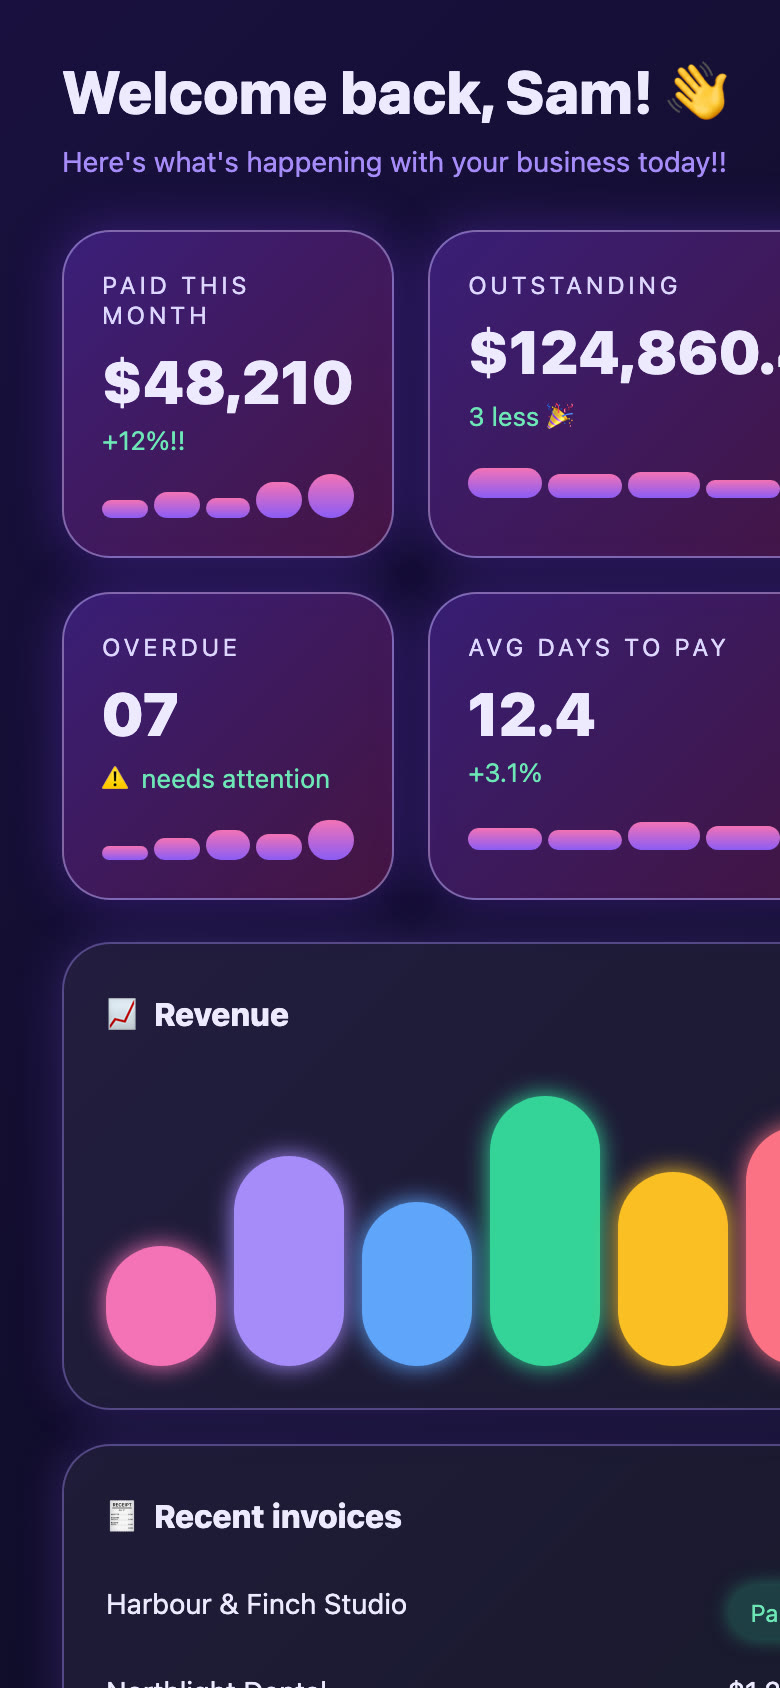 Welcome back, Sam! 👋
Here's what's happening with your business today!!
PAID THIS
MONTH
$48,210
+12%!!
OUTSTANDING
$124,860.
3 less 🎉
OVERDUE
07
⚠️ needs attention
AVG DAYS TO PAY
12.4
+3.1%
📈 Revenue
🧾 Recent invoices
Harbour & Finch Studio
Northlight Dental